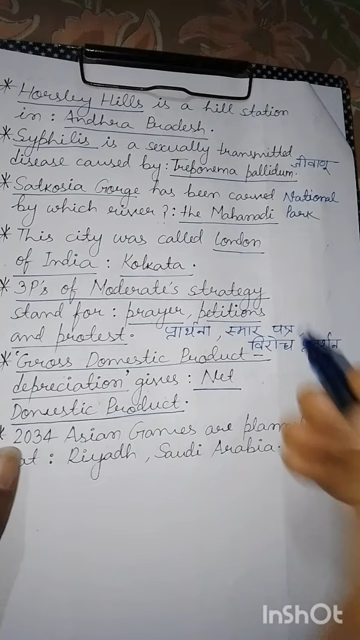 * Horsley Hills is a hill station
in : Andhra Pradesh.
* Syphilis is a sexually transmitted
disease caused by : Treponema pallidum. जीवाणु
* Satkosia Gorge has been carved National
by which river ? : the Mahanadi Park
* This city was called London
of India : Kolkata.
* 3P's of Moderate's strategy
stand for : prayer, petitions
and protest. प्रार्थना, स्मार पत्र
विरोध
* 'Gross Domestic Product -
depreciation' gives : Net
Domestic Product.
* 2034 Asian Games are
at : Riyadh, Saudi Arabia.
InShOt